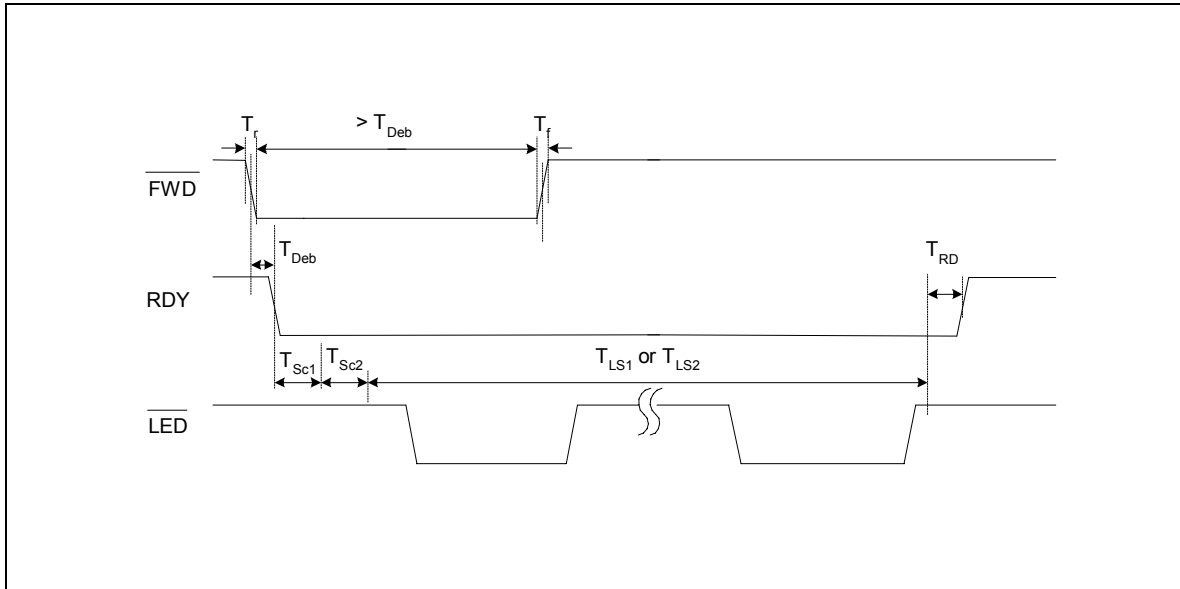 T_r
> T_Deb
T_f
FWD
T_Deb
T_RD
RDY
T_Sc1
T_Sc2
T_LS1 or T_LS2
LED